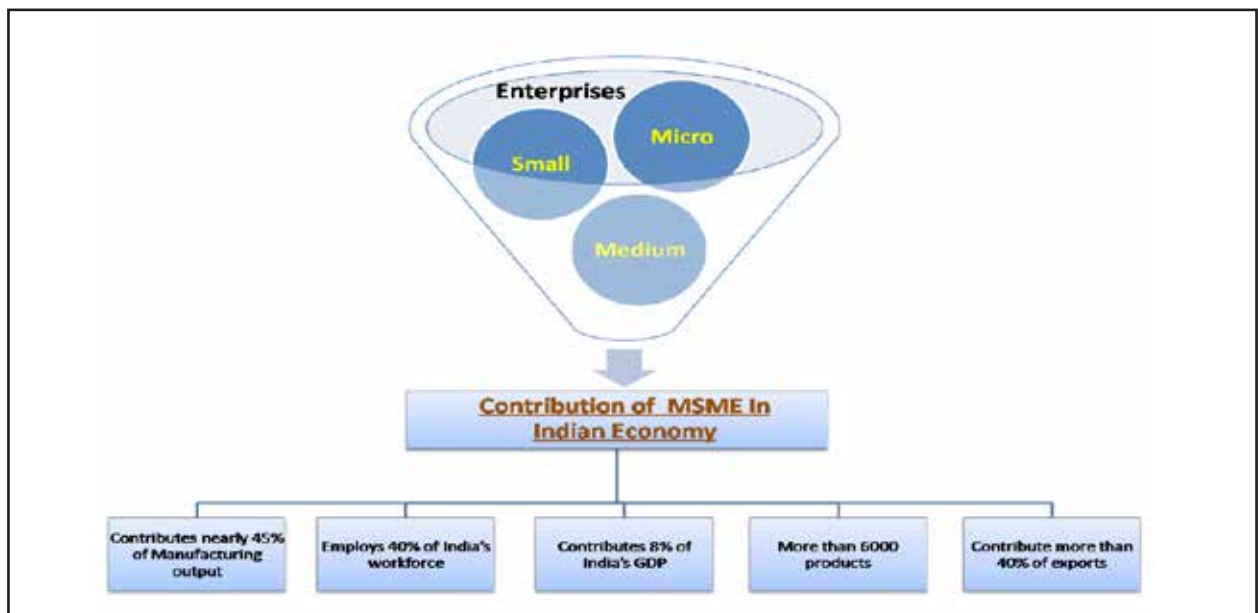 Enterprises
Micro
Small
Medium
Contribution of MSME In
Indian Economy
Contributes nearly 45%
of Manufacturing
output
Employs 40% of India's
workforce
Contributes 8% of
India's GDP
More than 6000
products
Contribute more than
40% of exports